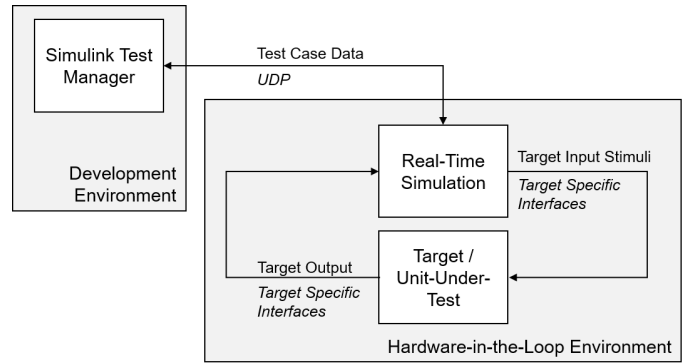 Simulink Test
Manager
Development
Environment
Test Case Data
UDP
Real-Time
Simulation
Target Input Stimuli
Target Specific
Interfaces
Target /
Unit-Under-
Test
Target Output
Target Specific
Interfaces
Hardware-in-the-Loop Environment